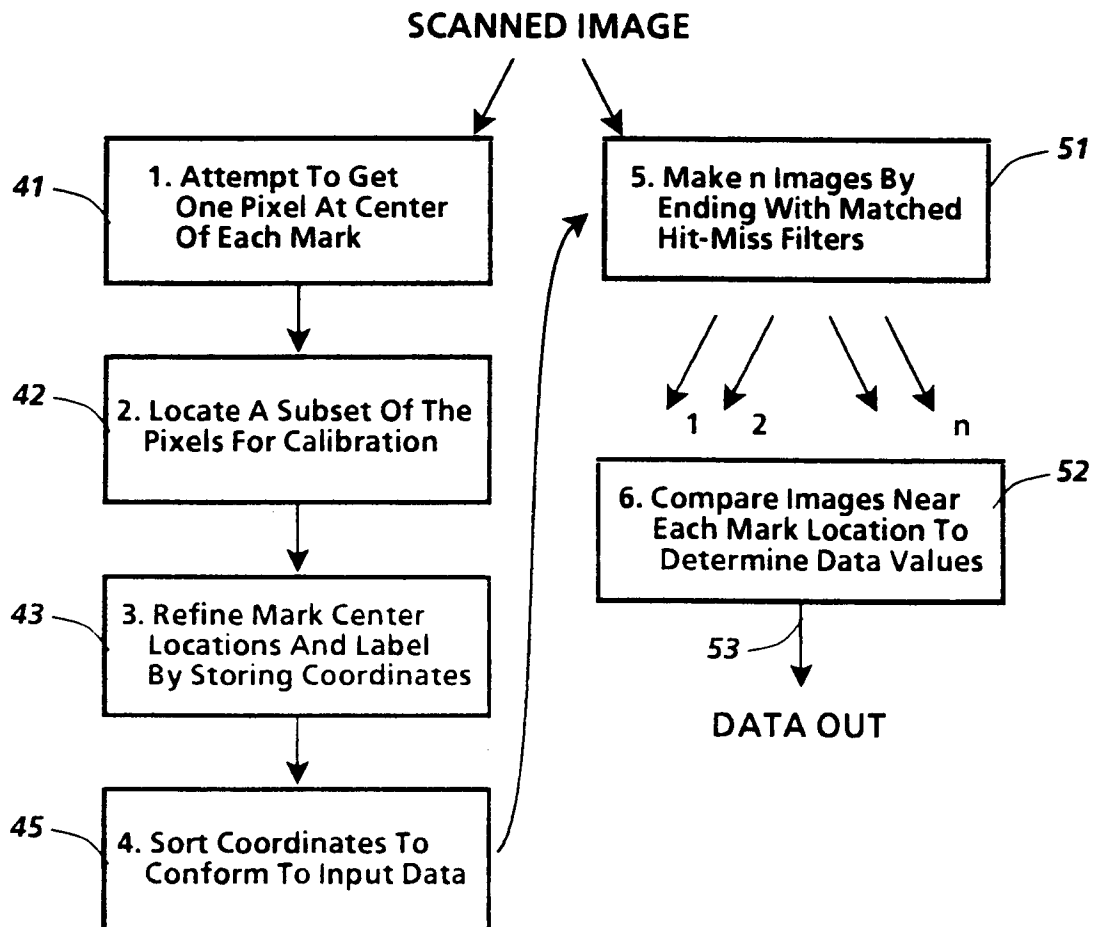 SCANNED IMAGE
41
1. Attempt To Get
One Pixel At Center
Of Each Mark
42
2. Locate A Subset Of The
Pixels For Calibration
43
3. Refine Mark Center
Locations And Label
By Storing Coordinates
45
4. Sort Coordinates To
Conform To Input Data
51
5. Make n Images By
Ending With Matched
Hit-Miss Filters
1 2 n
52
6. Compare Images Near
Each Mark Location To
Determine Data Values
53
DATA OUT